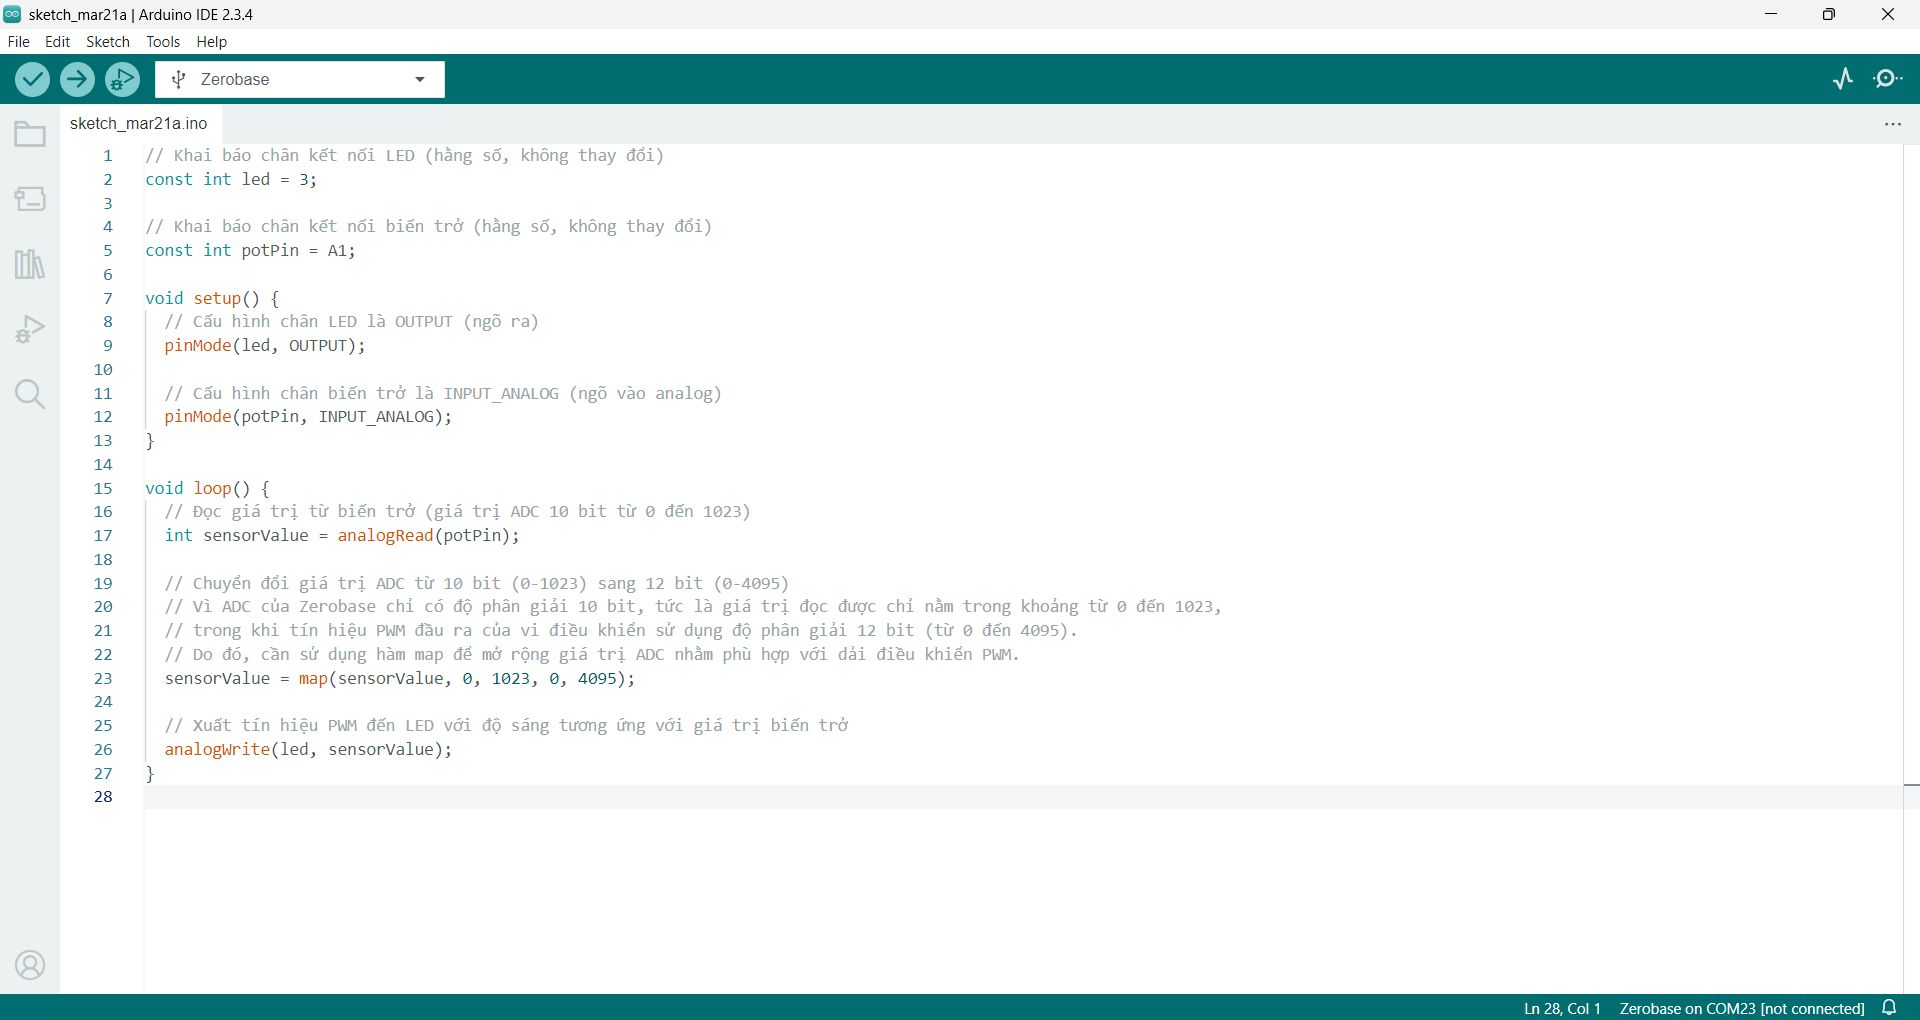 sketch_mar21a | Arduino IDE 2.3.4
File Edit Sketch Tools Help
Zerobase
sketch_mar21a.ino
1 // Khai báo chân kết nối LED (hằng số, không thay đổi)
2 const int led = 3;
3
4 // Khai báo chân kết nối biến trở (hằng số, không thay đổi)
5 const int potPin = A1;
6
7 void setup() {
8 // Cấu hình chân LED là OUTPUT (ngõ ra)
9 pinMode(led, OUTPUT);
10
11 // Cấu hình chân biến trở là INPUT_ANALOG (ngõ vào analog)
12 pinMode(potPin, INPUT_ANALOG);
13 }
14
15 void loop() {
16 // Đọc giá trị từ biến trở (giá trị ADC 10 bit từ 0 đến 1023)
17 int sensorValue = analogRead(potPin);
18
19 // Chuyển đổi giá trị ADC từ 10 bit (0-1023) sang 12 bit (0-4095)
20 // Vì ADC của Zerobase chỉ có độ phân giải 10 bit, tức là giá trị đọc được chỉ nằm trong khoảng từ 0 đến 1023,
21 // trong khi tín hiệu PWM đầu ra của vi điều khiển sử dụng độ phân giải 12 bit (từ 0 đến 4095).
22 // Do đó, cần sử dụng hàm map để mở rộng giá trị ADC nhằm phù hợp với dải điều khiển PWM.
23 sensorValue = map(sensorValue, 0, 1023, 0, 4095);
24
25 // Xuất tín hiệu PWM đến LED với độ sáng tương ứng với giá trị biến trở
26 analogWrite(led, sensorValue);
27 }
28
Ln 28, Col 1 Zerobase on COM23 [not connected]